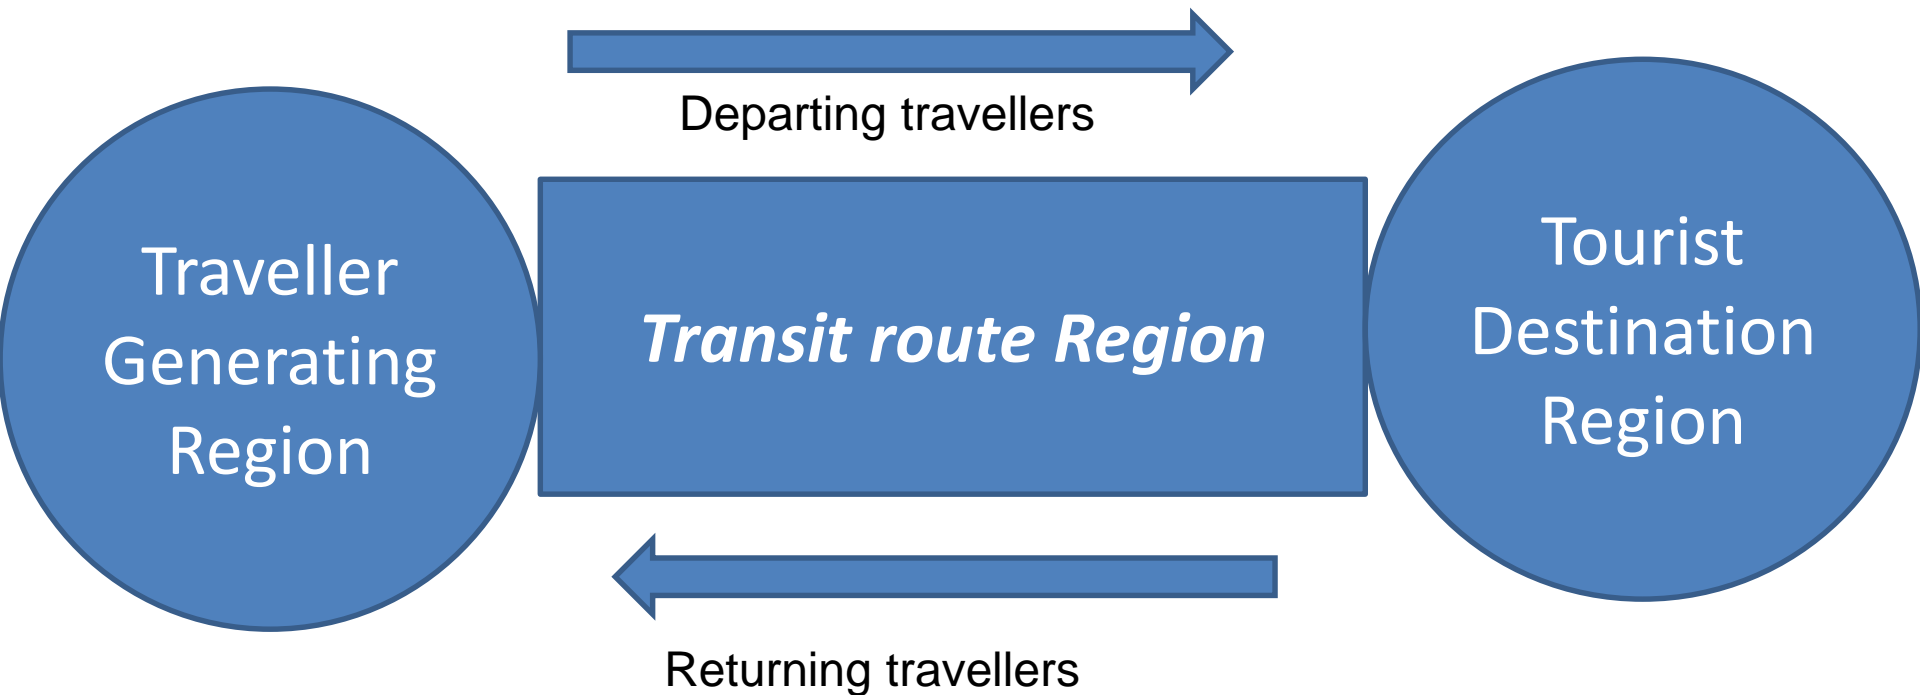 Departing travellers
Traveller
Generating
Region
Transit route Region
Tourist
Destination
Region
Returning travellers